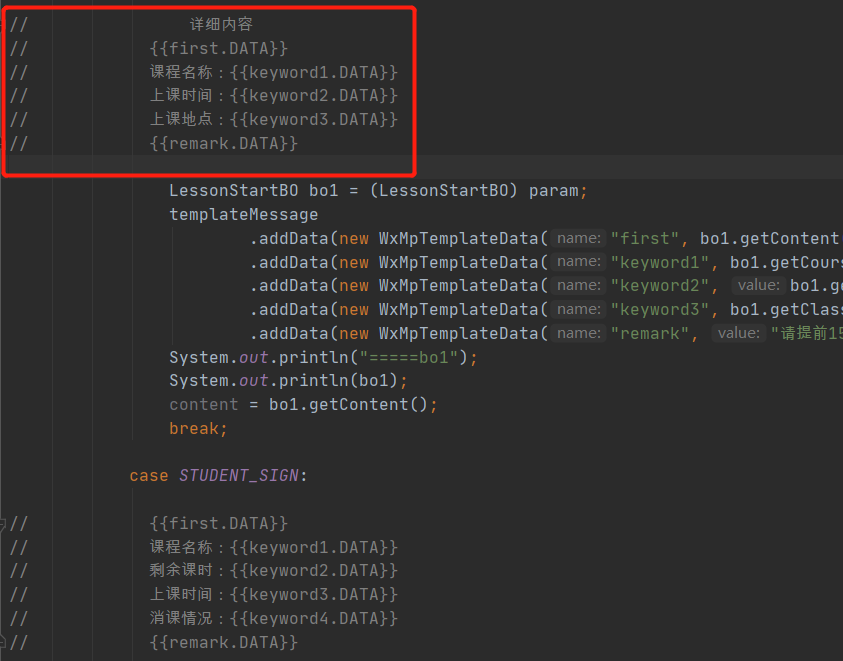 // 详细内容
// {{first.DATA}}
// 课程名称：{{keyword1.DATA}}
// 上课时间：{{keyword2.DATA}}
// 上课地点：{{keyword3.DATA}}
// {{remark.DATA}}
LessonStartBO bo1 = (LessonStartBO) param;
templateMessage
.addData(new WxMpTemplateData( name: "first", bo1.getContent
.addData(new WxMpTemplateData( name: "keyword1", bo1.getCours
.addData(new WxMpTemplateData( name: "keyword2", value: bo1.ge
.addData(new WxMpTemplateData( name: "keyword3", bo1.getClass
.addData(new WxMpTemplateData( name: "remark", value: "请提前15
System.out.println("=====bo1");
System.out.println(bo1);
content = bo1.getContent();
break;
case STUDENT_SIGN:
// {{first.DATA}}
// 课程名称：{{keyword1.DATA}}
// 剩余课时：{{keyword2.DATA}}
// 上课时间：{{keyword3.DATA}}
// 消课情况：{{keyword4.DATA}}
// {{remark.DATA}}